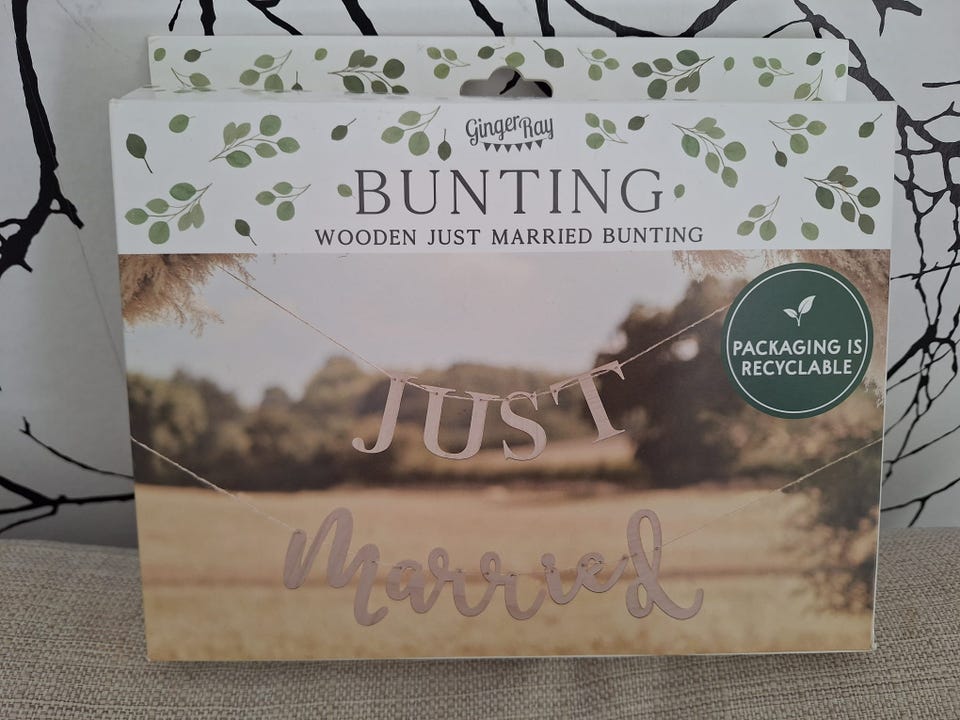 Ginger Ray
BUNTING
WOODEN JUST MARRIED BUNTING
PACKAGING IS
RECYCLABLE
JUST
Married